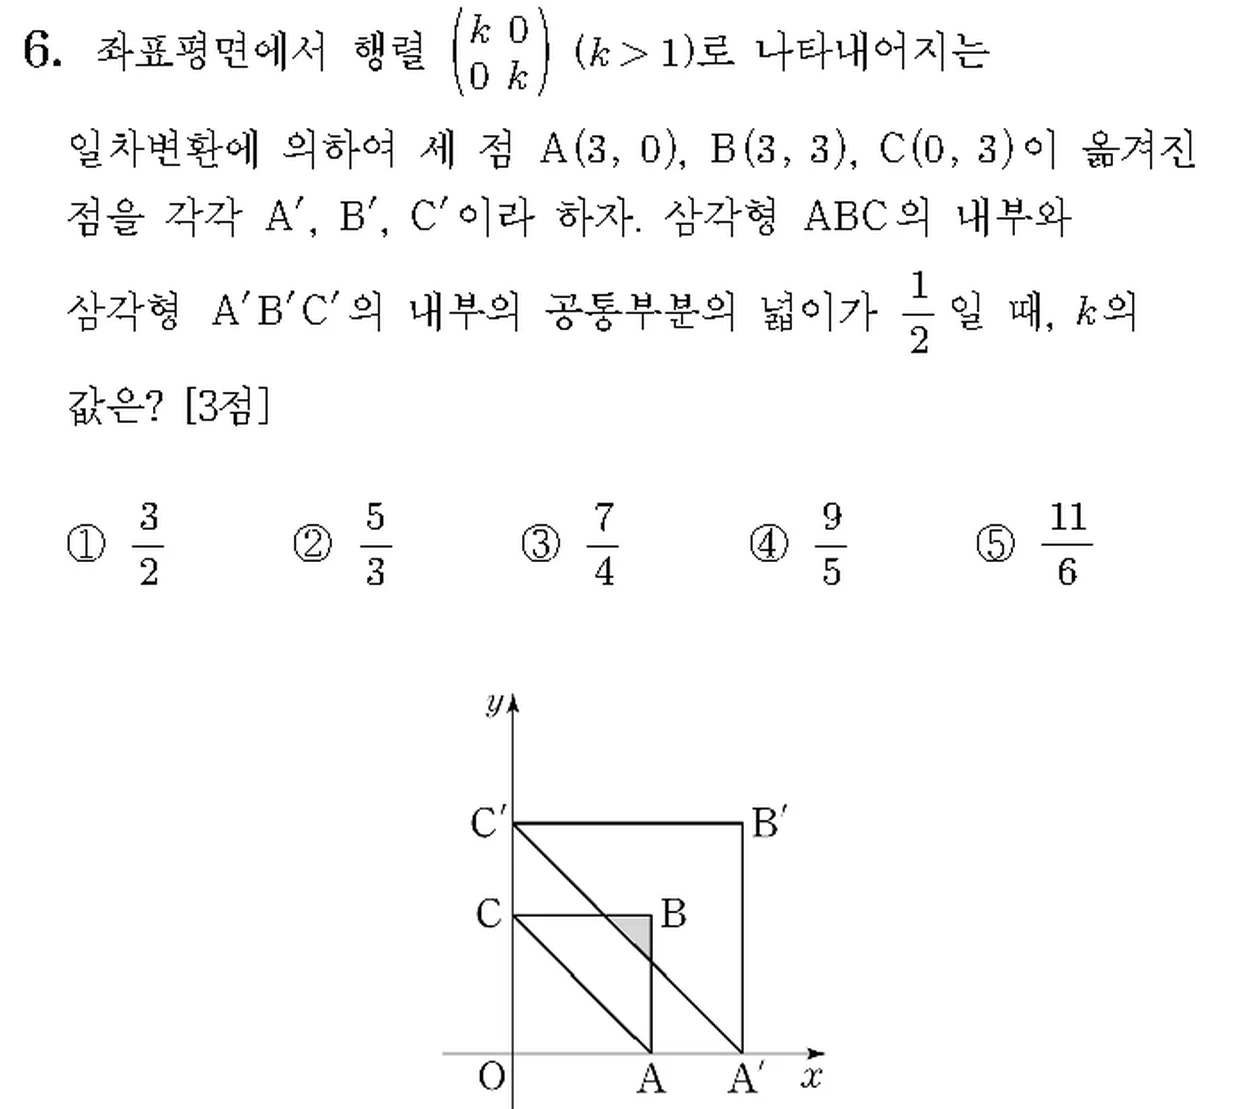 6. 좌표평면에서 행렬 (k 0 / 0 k) (k > 1)로 나타내어지는
일차변환에 의하여 세 점 A(3, 0), B(3, 3), C(0, 3)이 옮겨진
점을 각각 A′, B′, C′이라 하자. 삼각형 ABC의 내부와
삼각형 A′B′C′의 내부의 공통부분의 넓이가 1/2일 때, k의
값은? [3점]
① 3/2 ② 5/3 ③ 7/4 ④ 9/5 ⑤ 11/6
y
C′ B′
C B
O A A′ x